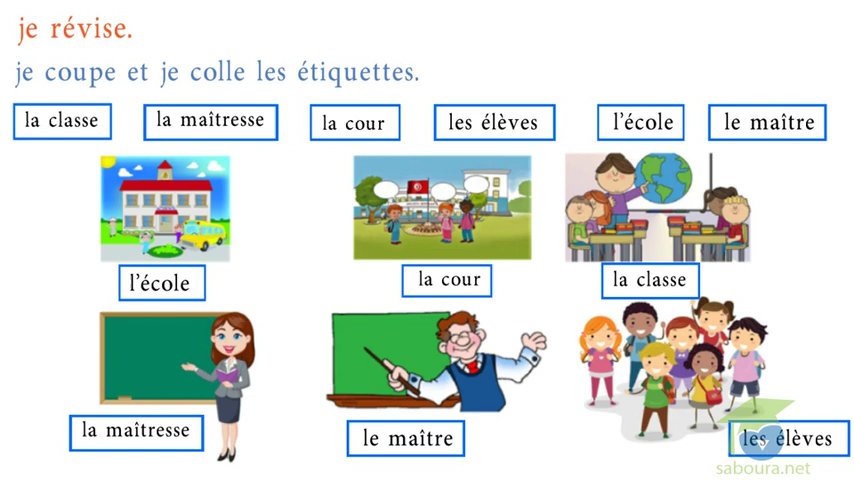 je révise.
je coupe et je colle les étiquettes.
la classe
la maîtresse
la cour
les élèves
l'école
le maître
l'école
la cour
la classe
la maîtresse
le maître
les élèves
saboura.net